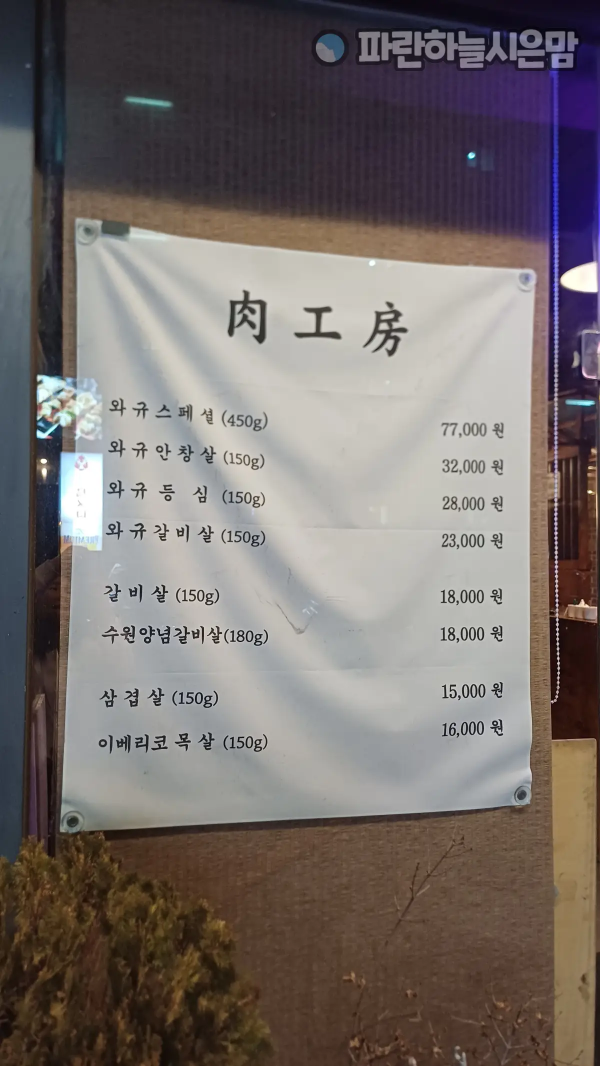 파란하늘시은맘
肉工房
와규스페셜 (450g) 77,000 원
와규안창살 (150g) 32,000 원
와규등 심 (150g) 28,000 원
와규갈비살 (150g) 23,000 원
갈비살 (150g) 18,000 원
수원양념갈비살(180g) 18,000 원
삼겹살 (150g) 15,000 원
이베리코목살 (150g) 16,000 원